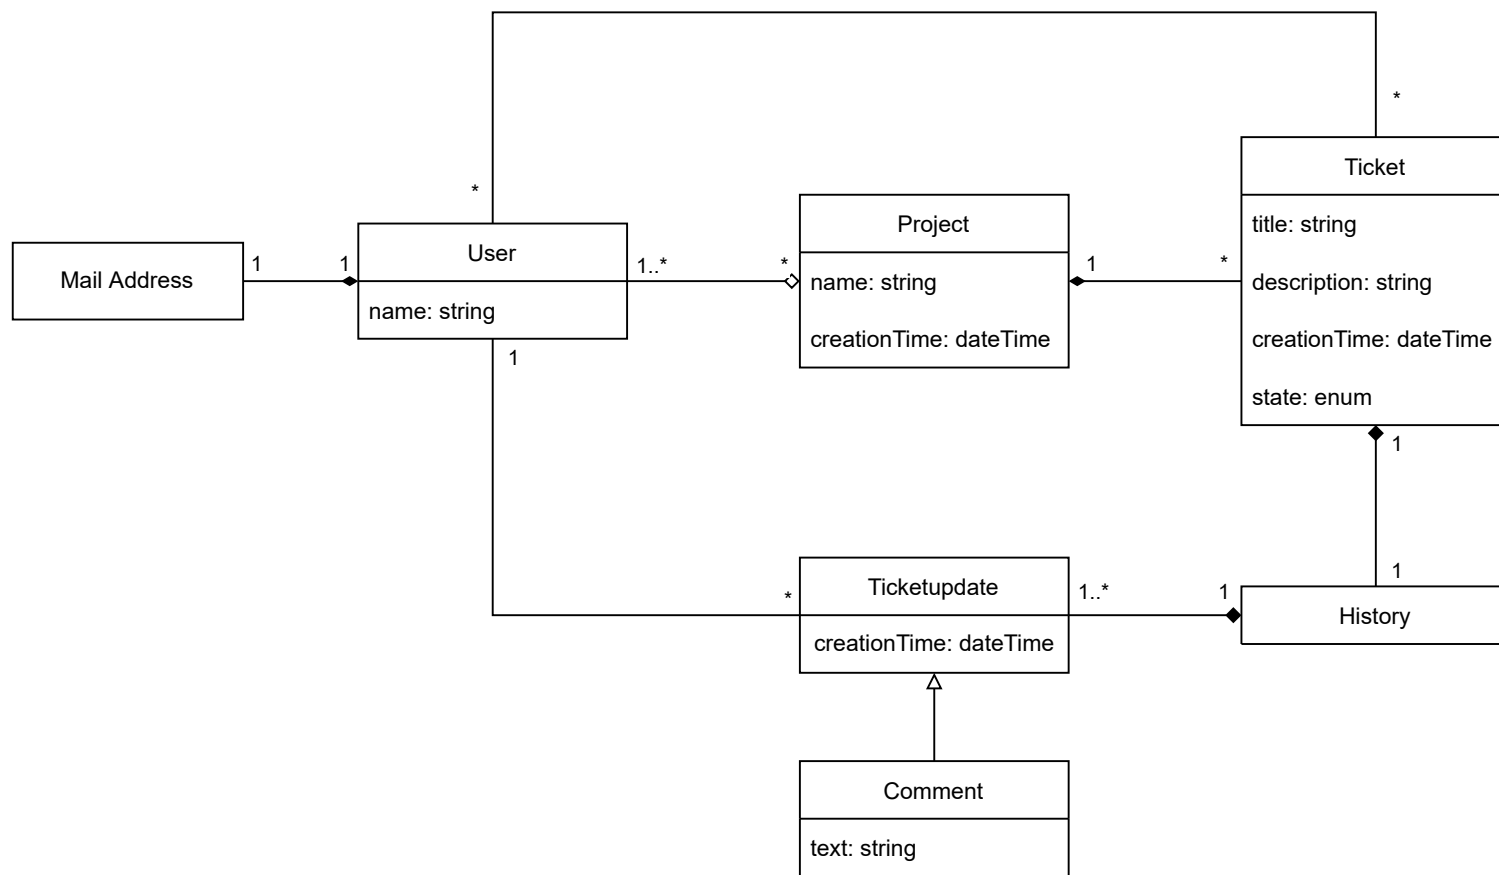 *
*
Ticket
title: string
description: string
creationTime: dateTime
state: enum
Project
name: string
creationTime: dateTime
User
name: string
Mail Address
1
1
1..*
*
1
*
1
1
1
Ticketupdate
creationTime: dateTime
*
1..*
1
History
Comment
text: string